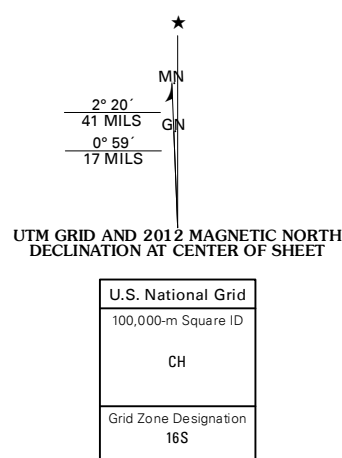 ★
MN
2° 20´
41 MILS
GN
0° 59´
17 MILS
UTM GRID AND 2012 MAGNETIC NORTH
DECLINATION AT CENTER OF SHEET
U.S. National Grid
100,000-m Square ID
CH
Grid Zone Designation
16S